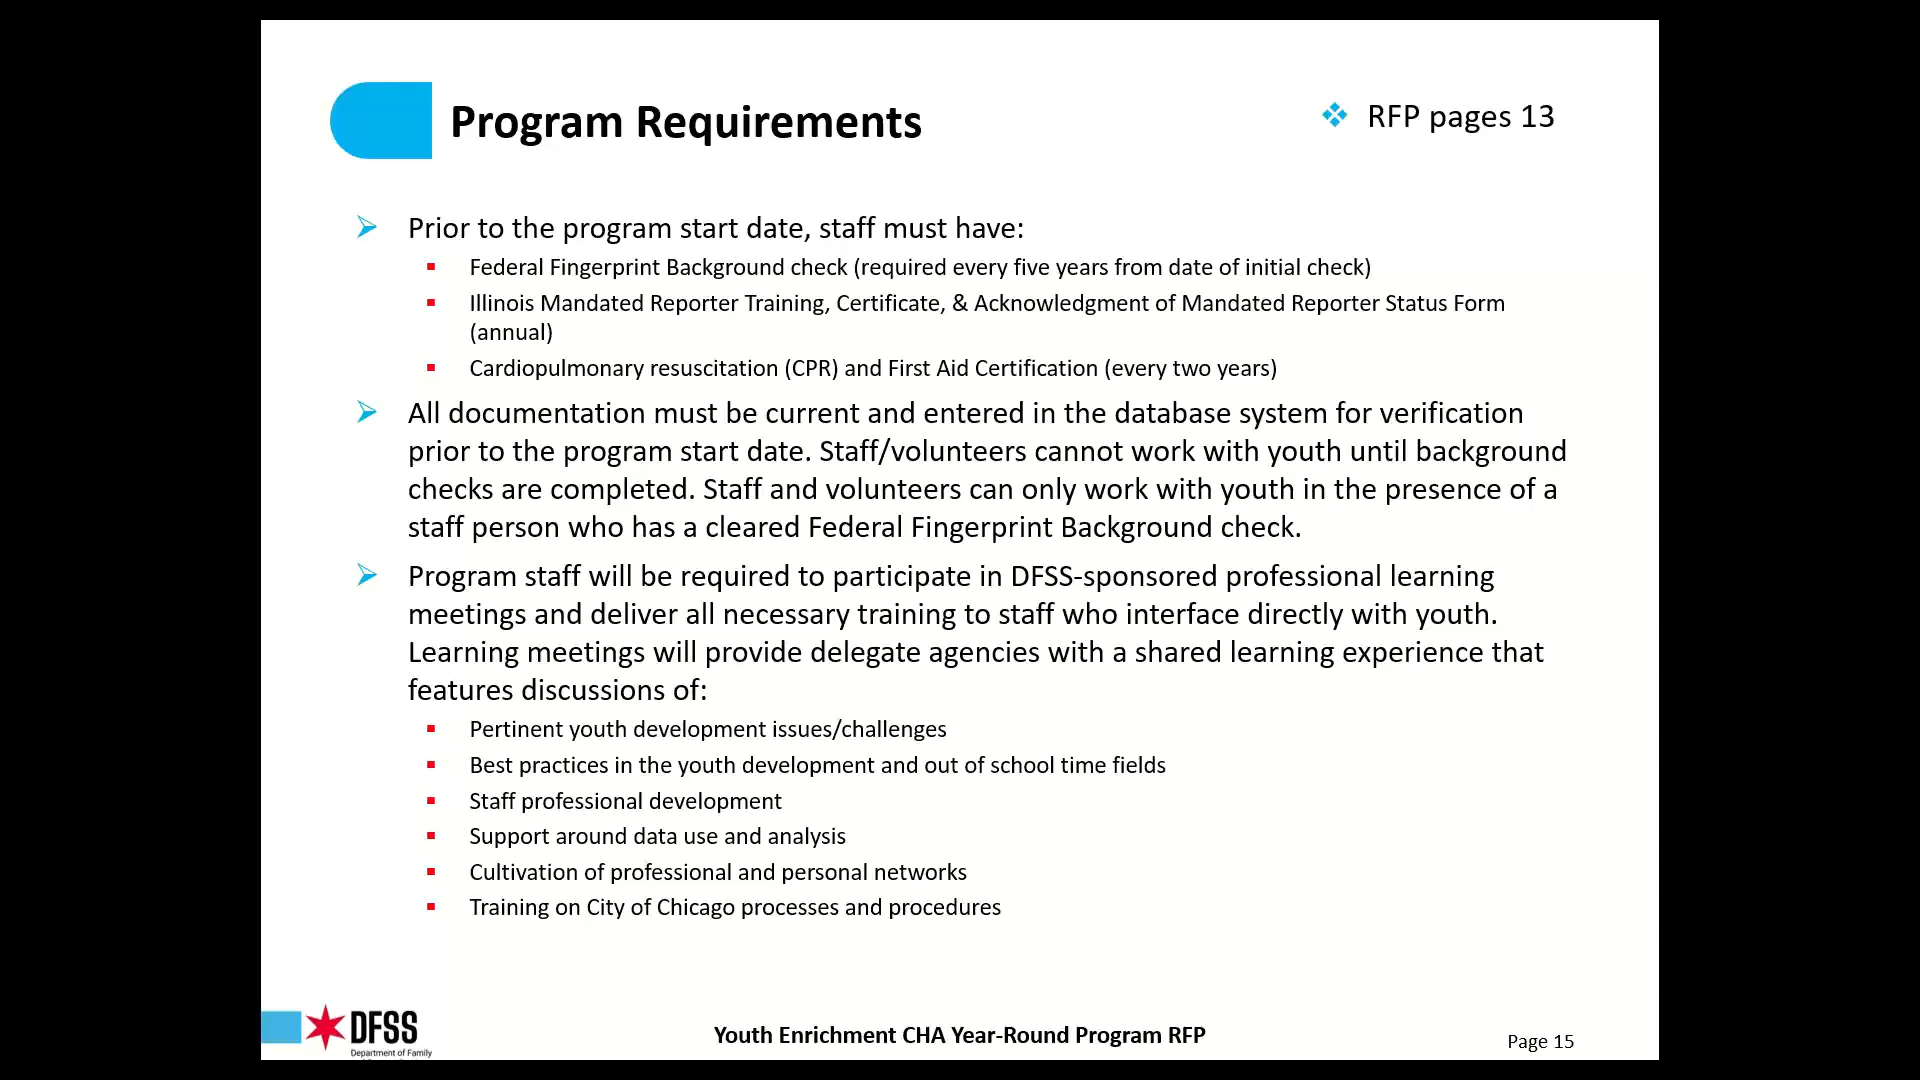 Program Requirements
❖ RFP pages 13
➢ Prior to the program start date, staff must have:
▪ Federal Fingerprint Background check (required every five years from date of initial check)
▪ Illinois Mandated Reporter Training, Certificate, & Acknowledgment of Mandated Reporter Status Form
(annual)
▪ Cardiopulmonary resuscitation (CPR) and First Aid Certification (every two years)
➢ All documentation must be current and entered in the database system for verification
prior to the program start date. Staff/volunteers cannot work with youth until background
checks are completed. Staff and volunteers can only work with youth in the presence of a
staff person who has a cleared Federal Fingerprint Background check.
➢ Program staff will be required to participate in DFSS-sponsored professional learning
meetings and deliver all necessary training to staff who interface directly with youth.
Learning meetings will provide delegate agencies with a shared learning experience that
features discussions of:
▪ Pertinent youth development issues/challenges
▪ Best practices in the youth development and out of school time fields
▪ Staff professional development
▪ Support around data use and analysis
▪ Cultivation of professional and personal networks
▪ Training on City of Chicago processes and procedures
DFSS
Department of Family
Youth Enrichment CHA Year-Round Program RFP
Page 15